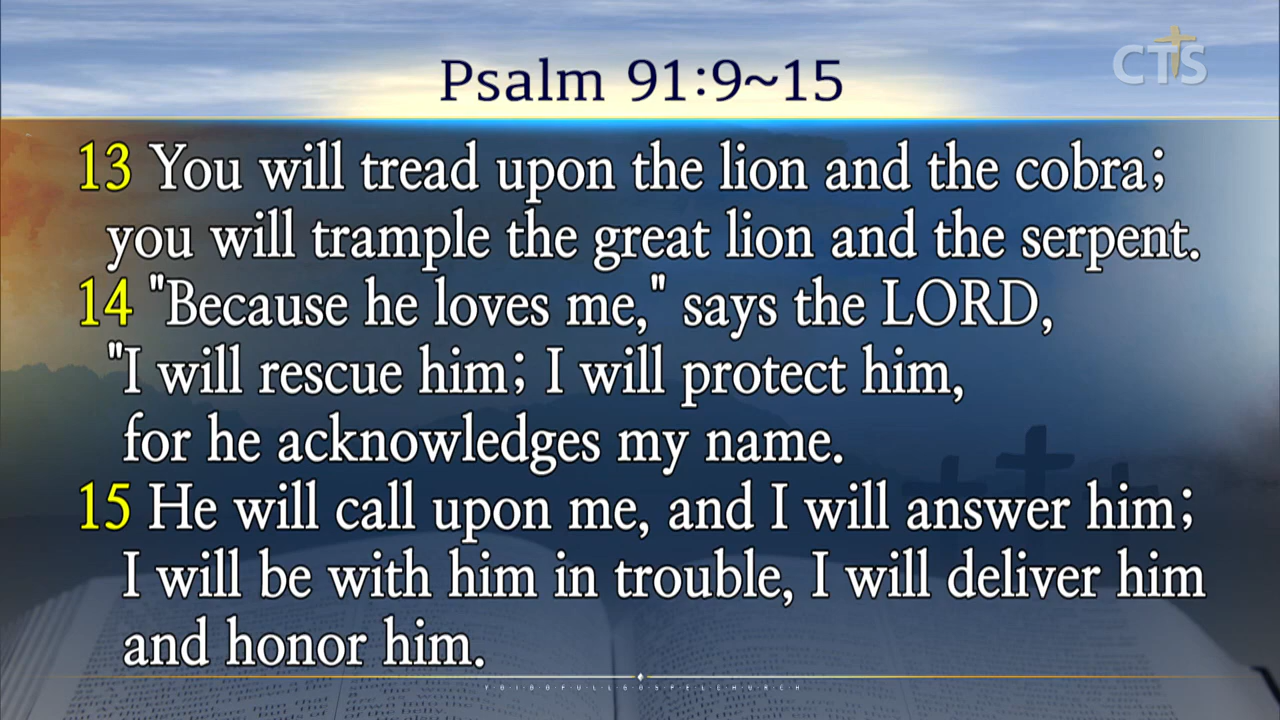 CTS
Psalm 91:9~15
13 You will tread upon the lion and the cobra;
you will trample the great lion and the serpent.
14 "Because he loves me," says the LORD,
"I will rescue him; I will protect him,
for he acknowledges my name.
15 He will call upon me, and I will answer him;
I will be with him in trouble, I will deliver him
and honor him.
Y·O·I·D·O·F·U·L·L·G·O·S·P·E·L·C·H·U·R·C·H